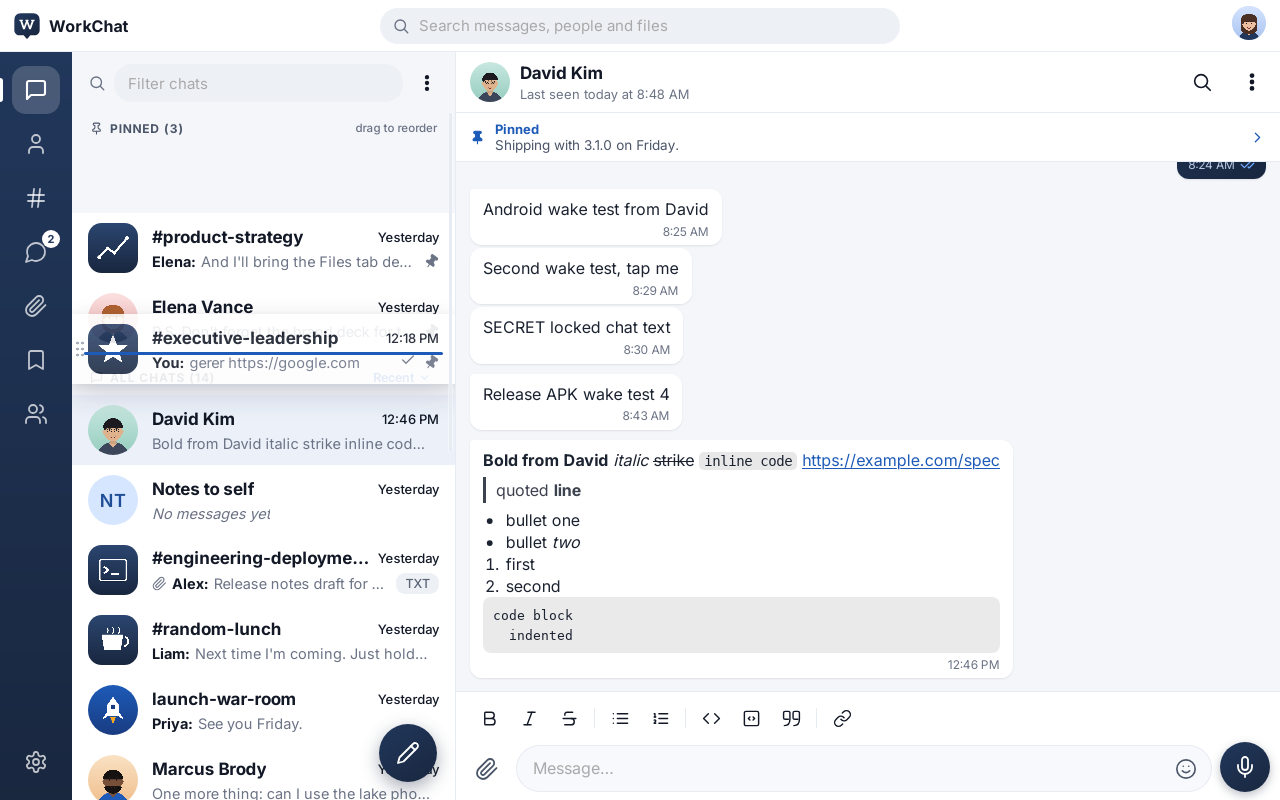 WorkChat
Search messages, people and files
Filter chats
PINNED (3)
drag to reorder
#product-strategy
Yesterday
Elena: And I'll bring the Files tab de...
Elena Vance
Yesterday
#executive-leadership
12:18 PM
You: gerer https://google.com
ALL CHATS (14)
Recent
David Kim
12:46 PM
Bold from David italic strike inline cod...
NT
Notes to self
Yesterday
No messages yet
#engineering-deployme...
Yesterday
Alex: Release notes draft for ...
TXT
#random-lunch
Yesterday
Liam: Next time I'm coming. Just hold...
launch-war-room
Yesterday
Priya: See you Friday.
Marcus Brody
One more thing: can I use the lake pho...
2
David Kim
Last seen today at 8:48 AM
Pinned
Shipping with 3.1.0 on Friday.
8:24 AM
Android wake test from David
8:25 AM
Second wake test, tap me
8:29 AM
SECRET locked chat text
8:30 AM
Release APK wake test 4
8:43 AM
Bold from David italic strike inline code https://example.com/spec
quoted line
• bullet one
• bullet two
1. first
2. second
code block
  indented
12:46 PM
Message...